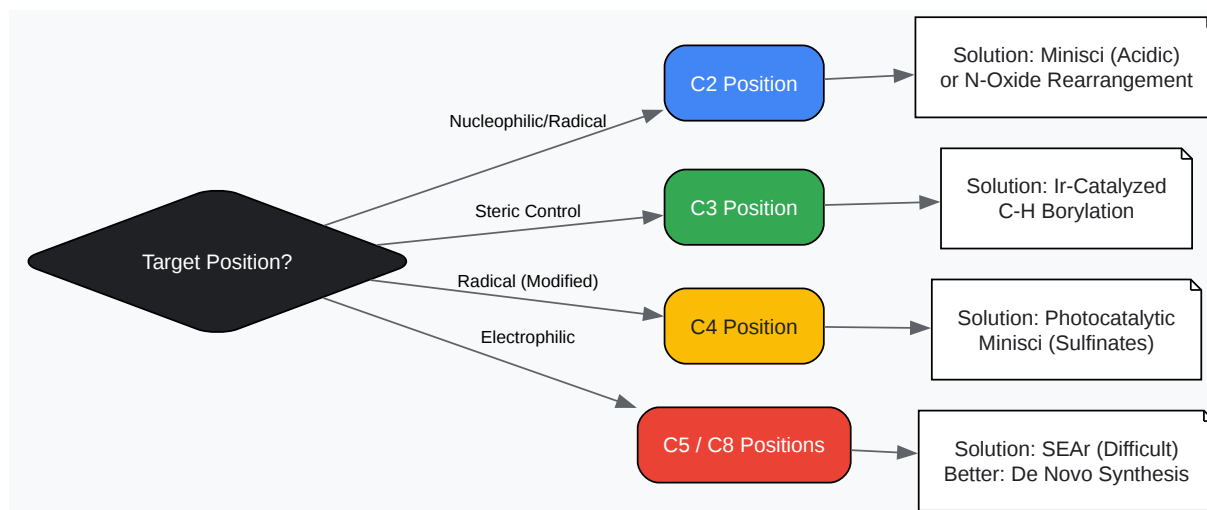 Solution: Minisci (Acidic)
or N-Oxide Rearrangement
C2 Position
Nucleophilic/Radical
Solution: Ir-Catalyzed
C-H Borylation
C3 Position
Steric Control
Target Position?
Radical (Modified)
Solution: Photocatalytic
Minisci (Sulfinates)
C4 Position
Electrophilic
C5 / C8 Positions
Solution: SEAr (Difficult)
Better: De Novo Synthesis